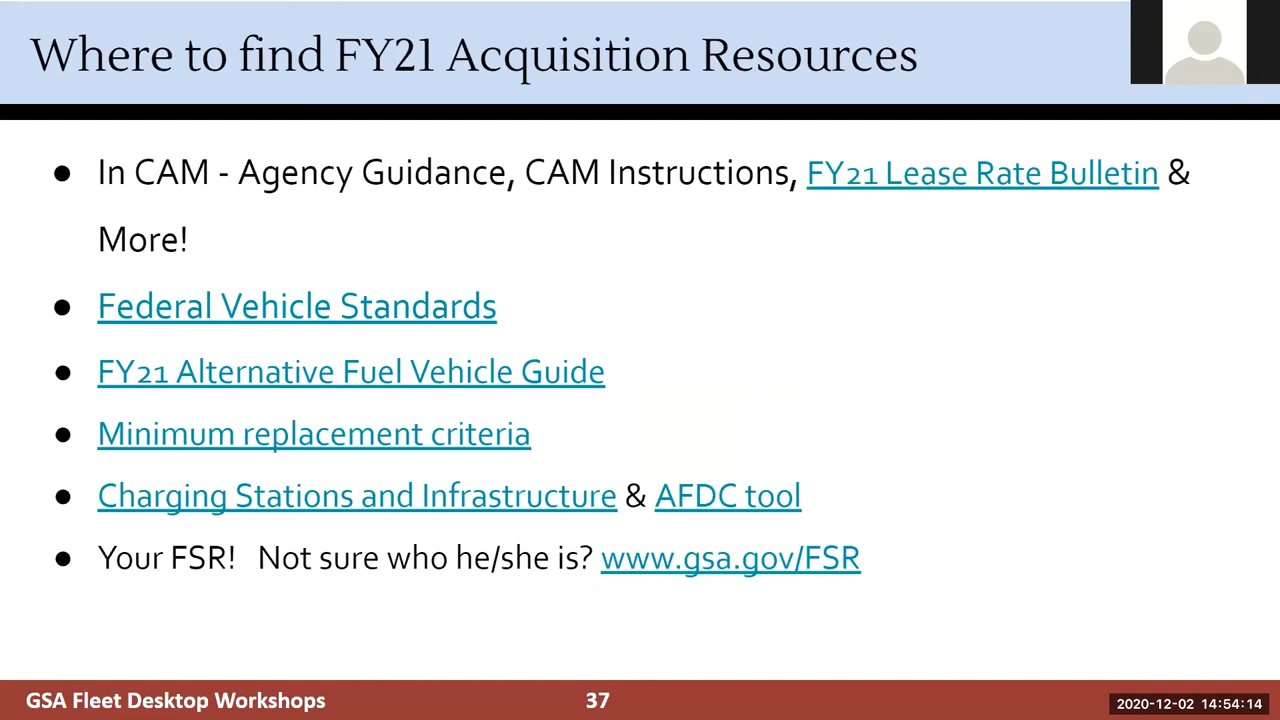 Where to find FY21 Acquisition Resources
● In CAM - Agency Guidance, CAM Instructions, FY21 Lease Rate Bulletin &
More!
● Federal Vehicle Standards
● FY21 Alternative Fuel Vehicle Guide
● Minimum replacement criteria
● Charging Stations and Infrastructure & AFDC tool
● Your FSR! Not sure who he/she is? www.gsa.gov/FSR
GSA Fleet Desktop Workshops
37
2020-12-02 14:54:14